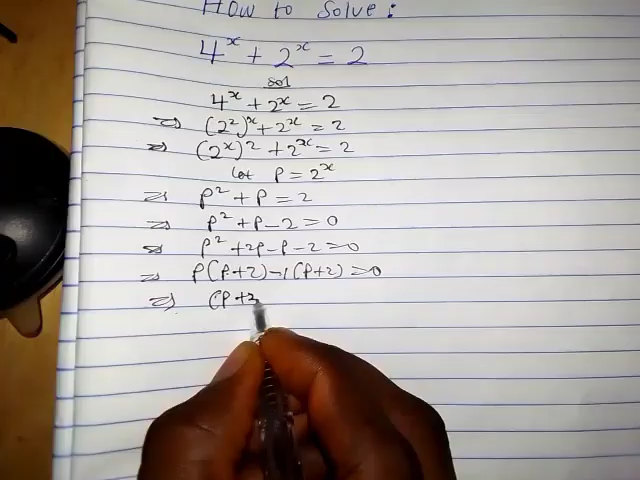 How to Solve:
4^x + 2^x = 2
sol
4^x + 2^x = 2
⇒ (2^2)^x + 2^x = 2
⇒ (2^x)^2 + 2^x = 2
Let P = 2^x
⇒ P^2 + P = 2
⇒ P^2 + P - 2 = 0
⇒ P^2 + 2P - P - 2 = 0
⇒ P(P+2) - 1(P+2) = 0
⇒ (P+2